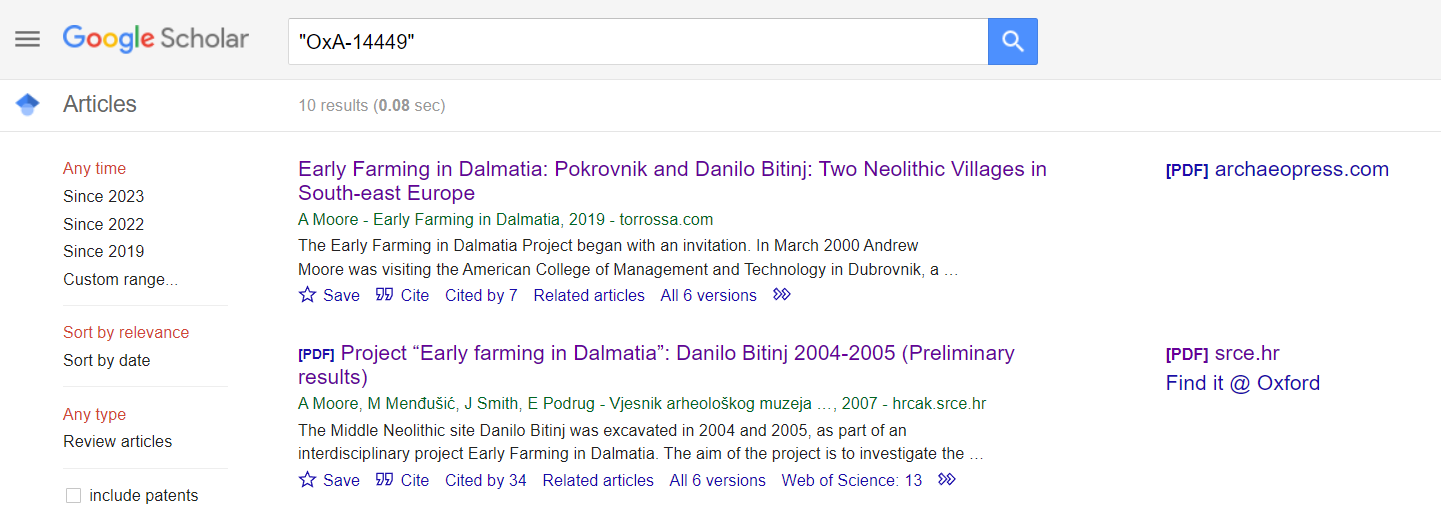 Google Scholar
"OxA-14449"
Articles
10 results (0.08 sec)
Any time
Since 2023
Since 2022
Since 2019
Custom range...
Sort by relevance
Sort by date
Any type
Review articles
include patents
Early Farming in Dalmatia: Pokrovnik and Danilo Bitinj: Two Neolithic Villages in
South-east Europe
A Moore - Early Farming in Dalmatia, 2019 - torrossa.com
The Early Farming in Dalmatia Project began with an invitation. In March 2000 Andrew
Moore was visiting the American College of Management and Technology in Dubrovnik, a …
Save Cite Cited by 7 Related articles All 6 versions
[PDF] archaeopress.com
[PDF] Project “Early farming in Dalmatia”: Danilo Bitinj 2004-2005 (Preliminary
results)
A Moore, M Menđušić, J Smith, E Podrug - Vjesnik arheološkog muzeja …, 2007 - hrcak.srce.hr
The Middle Neolithic site Danilo Bitinj was excavated in 2004 and 2005, as part of an
interdisciplinary project Early Farming in Dalmatia. The aim of the project is to investigate the …
Save Cite Cited by 34 Related articles All 6 versions Web of Science: 13
[PDF] srce.hr
Find it @ Oxford